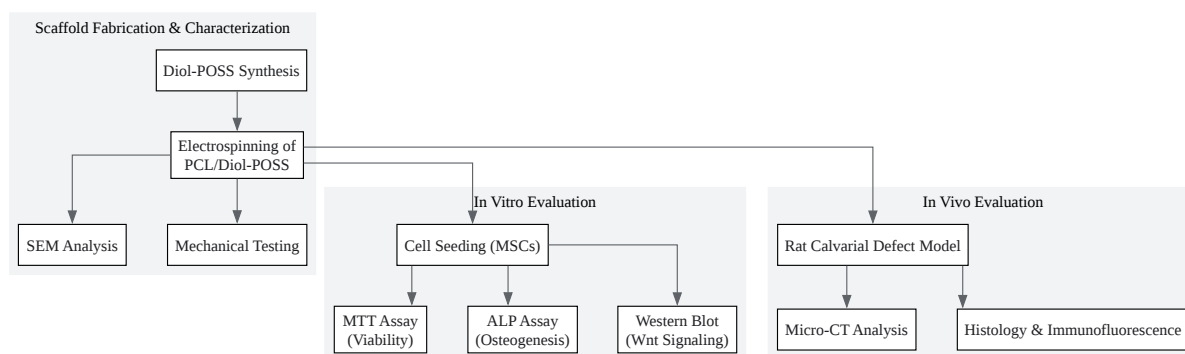 Scaffold Fabrication & Characterization
Diol-POSS Synthesis
Electrospinning of
PCL/Diol-POSS
SEM Analysis
Mechanical Testing
In Vitro Evaluation
Cell Seeding (MSCs)
MTT Assay
(Viability)
ALP Assay
(Osteogenesis)
Western Blot
(Wnt Signaling)
In Vivo Evaluation
Rat Calvarial Defect Model
Micro-CT Analysis
Histology & Immunofluorescence